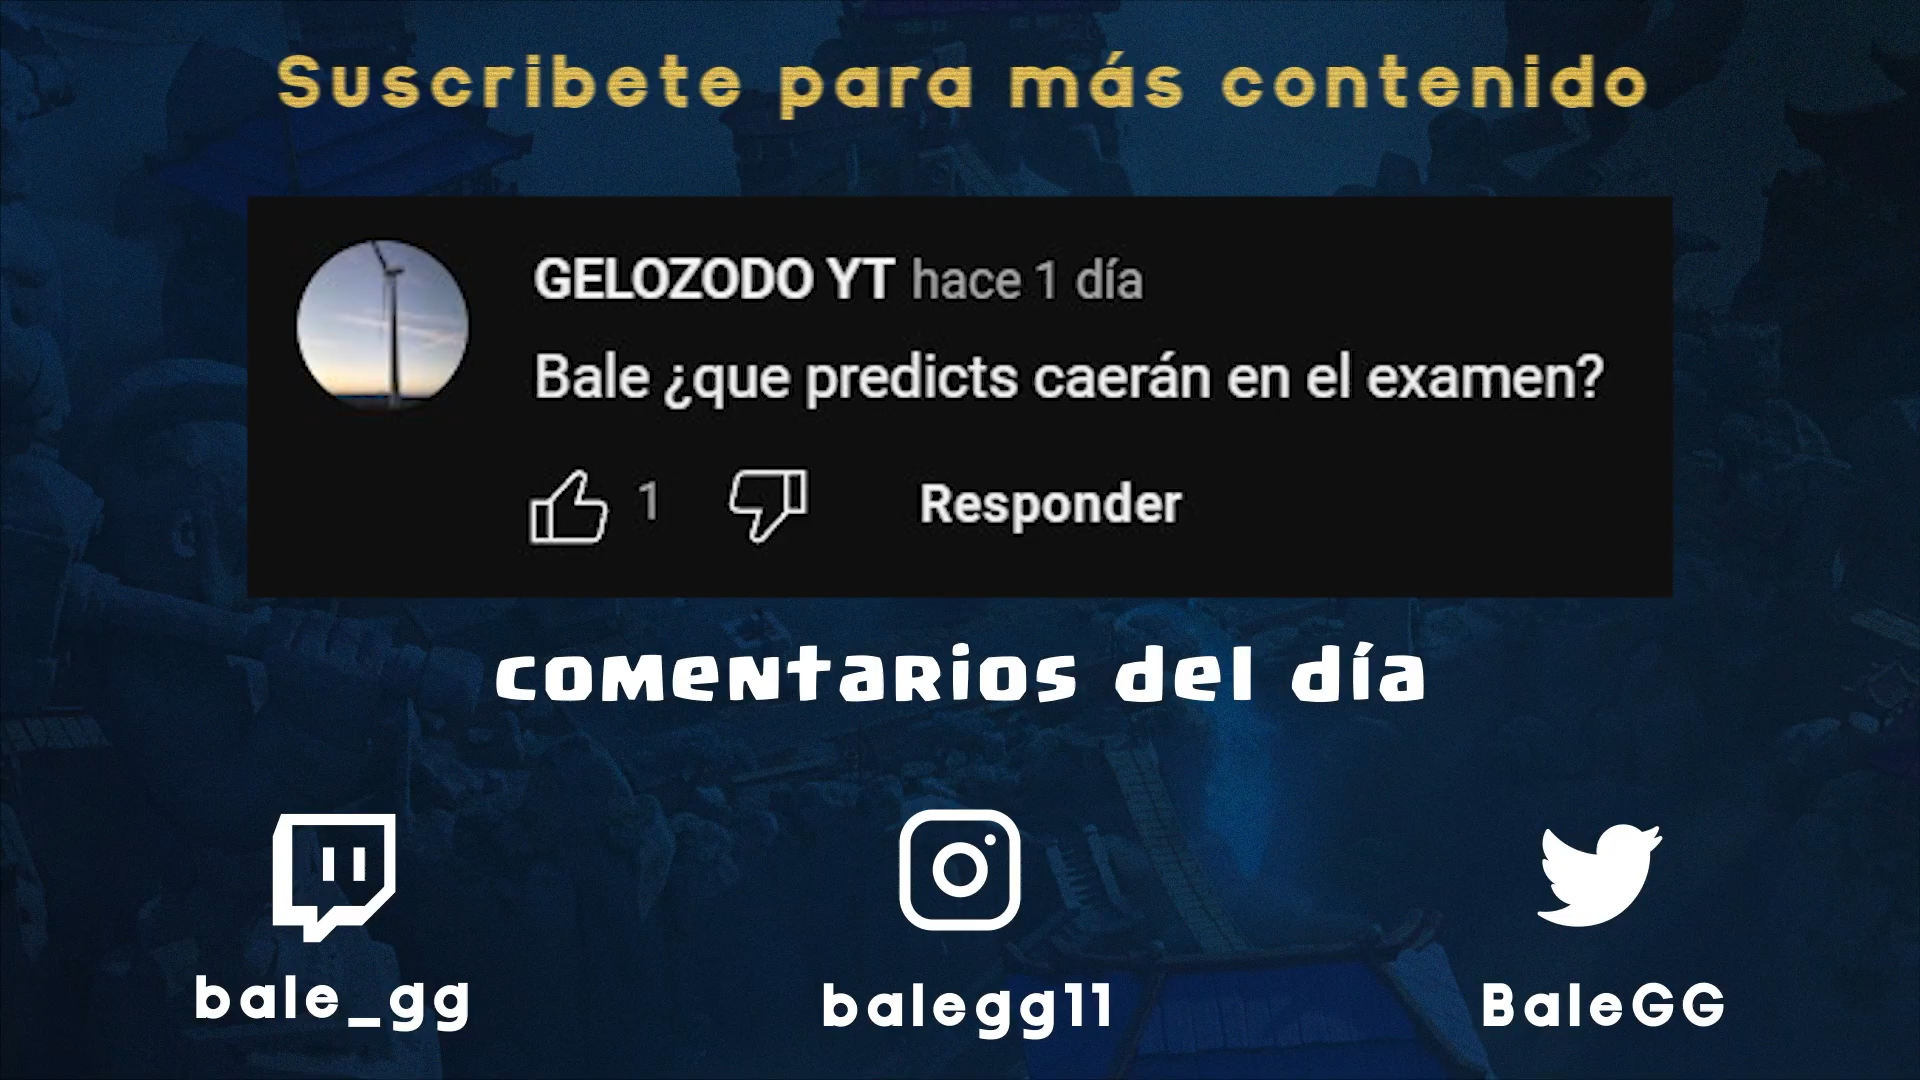 Suscribete para más contenido
GELOZODO YT hace 1 día
Bale ¿que predicts caerán en el examen?
1 Responder
comentarios del día
bale_gg balegg11 BaleGG